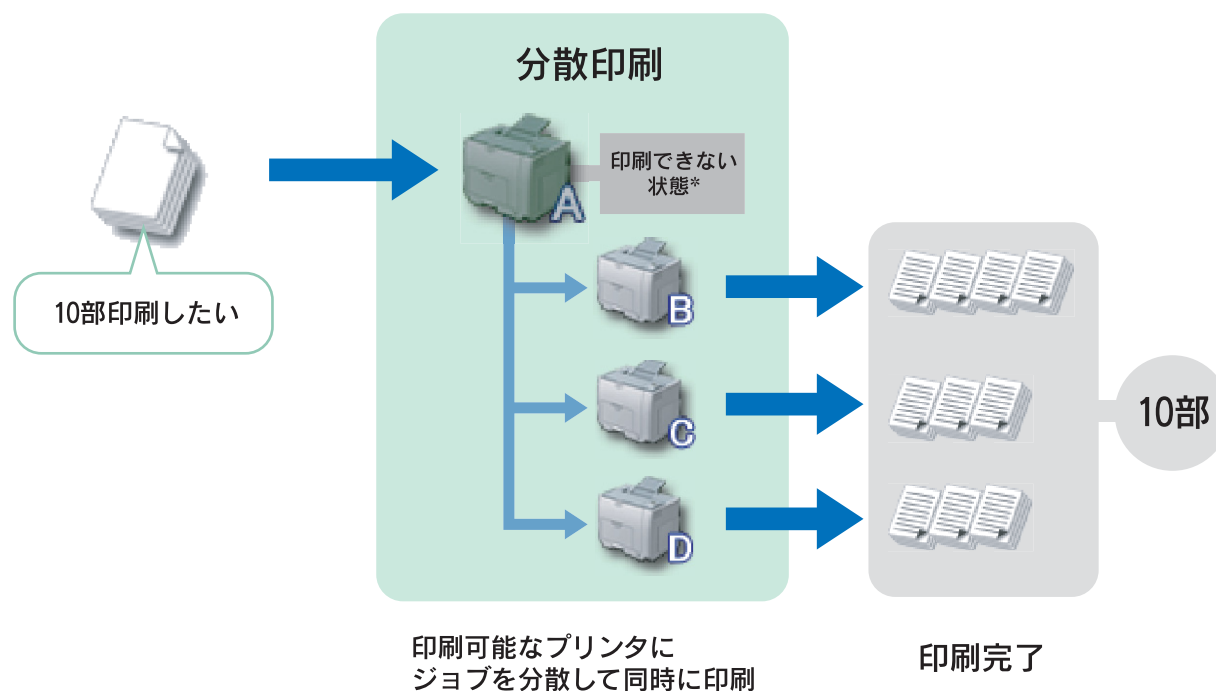 分散印刷
A
印刷できない
状態*
10部印刷したい
B
C
D
10部
印刷可能なプリンタに
ジョブを分散して同時に印刷
印刷完了